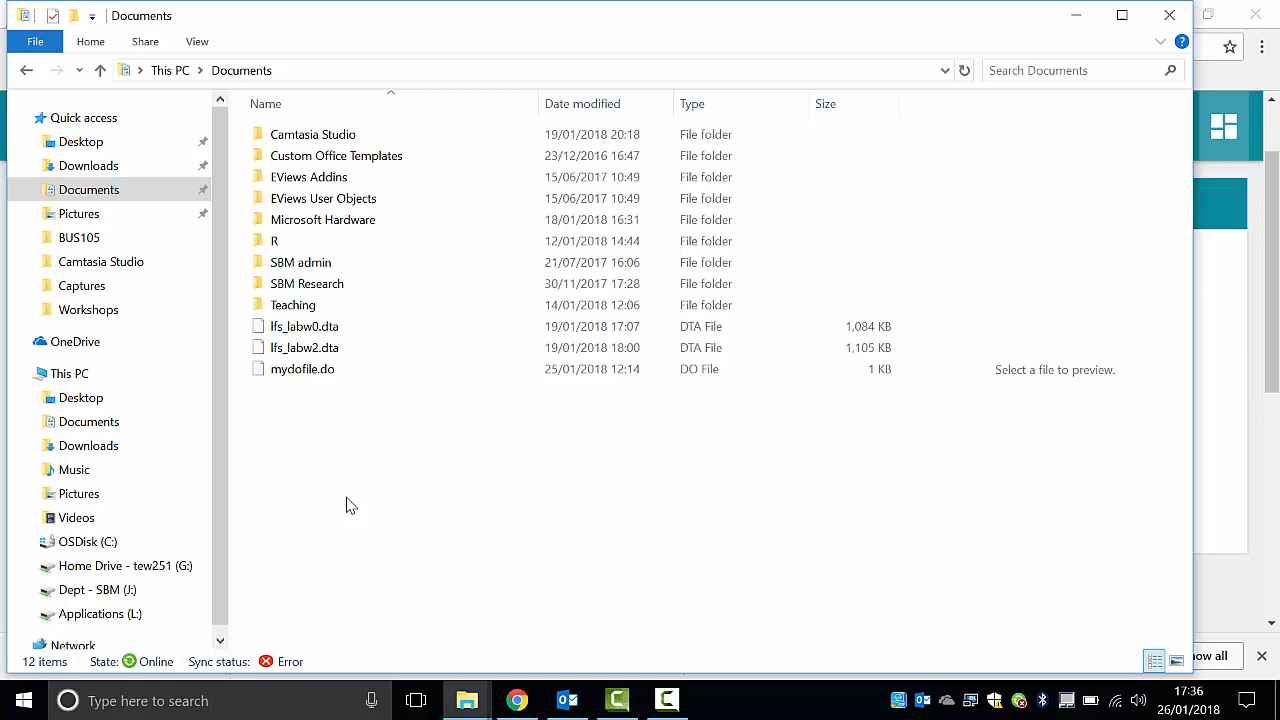 Documents
File Home Share View
This PC Documents Search Documents
Name Date modified Type Size
Quick access
Desktop
Downloads
Documents
Pictures
BUS105
Camtasia Studio
Captures
Workshops
OneDrive
This PC
Desktop
Documents
Downloads
Music
Pictures
Videos
OSDisk (C:)
Home Drive - tew251 (G:)
Dept - SBM (J:)
Applications (L:)
Network
Camtasia Studio 19/01/2018 20:18 File folder
Custom Office Templates 23/12/2016 16:47 File folder
EViews Addins 15/06/2017 10:49 File folder
EViews User Objects 15/06/2017 10:49 File folder
Microsoft Hardware 18/01/2018 16:31 File folder
R 12/01/2018 14:44 File folder
SBM admin 21/07/2017 16:06 File folder
SBM Research 30/11/2017 17:28 File folder
Teaching 14/01/2018 12:06 File folder
lfs_labw0.dta 19/01/2018 17:07 DTA File 1,084 KB
lfs_labw2.dta 19/01/2018 18:00 DTA File 1,105 KB
mydofile.do 25/01/2018 12:14 DO File 1 KB
Select a file to preview.
12 items State: Online Sync status: Error
ow all
Type here to search
17:36
26/01/2018